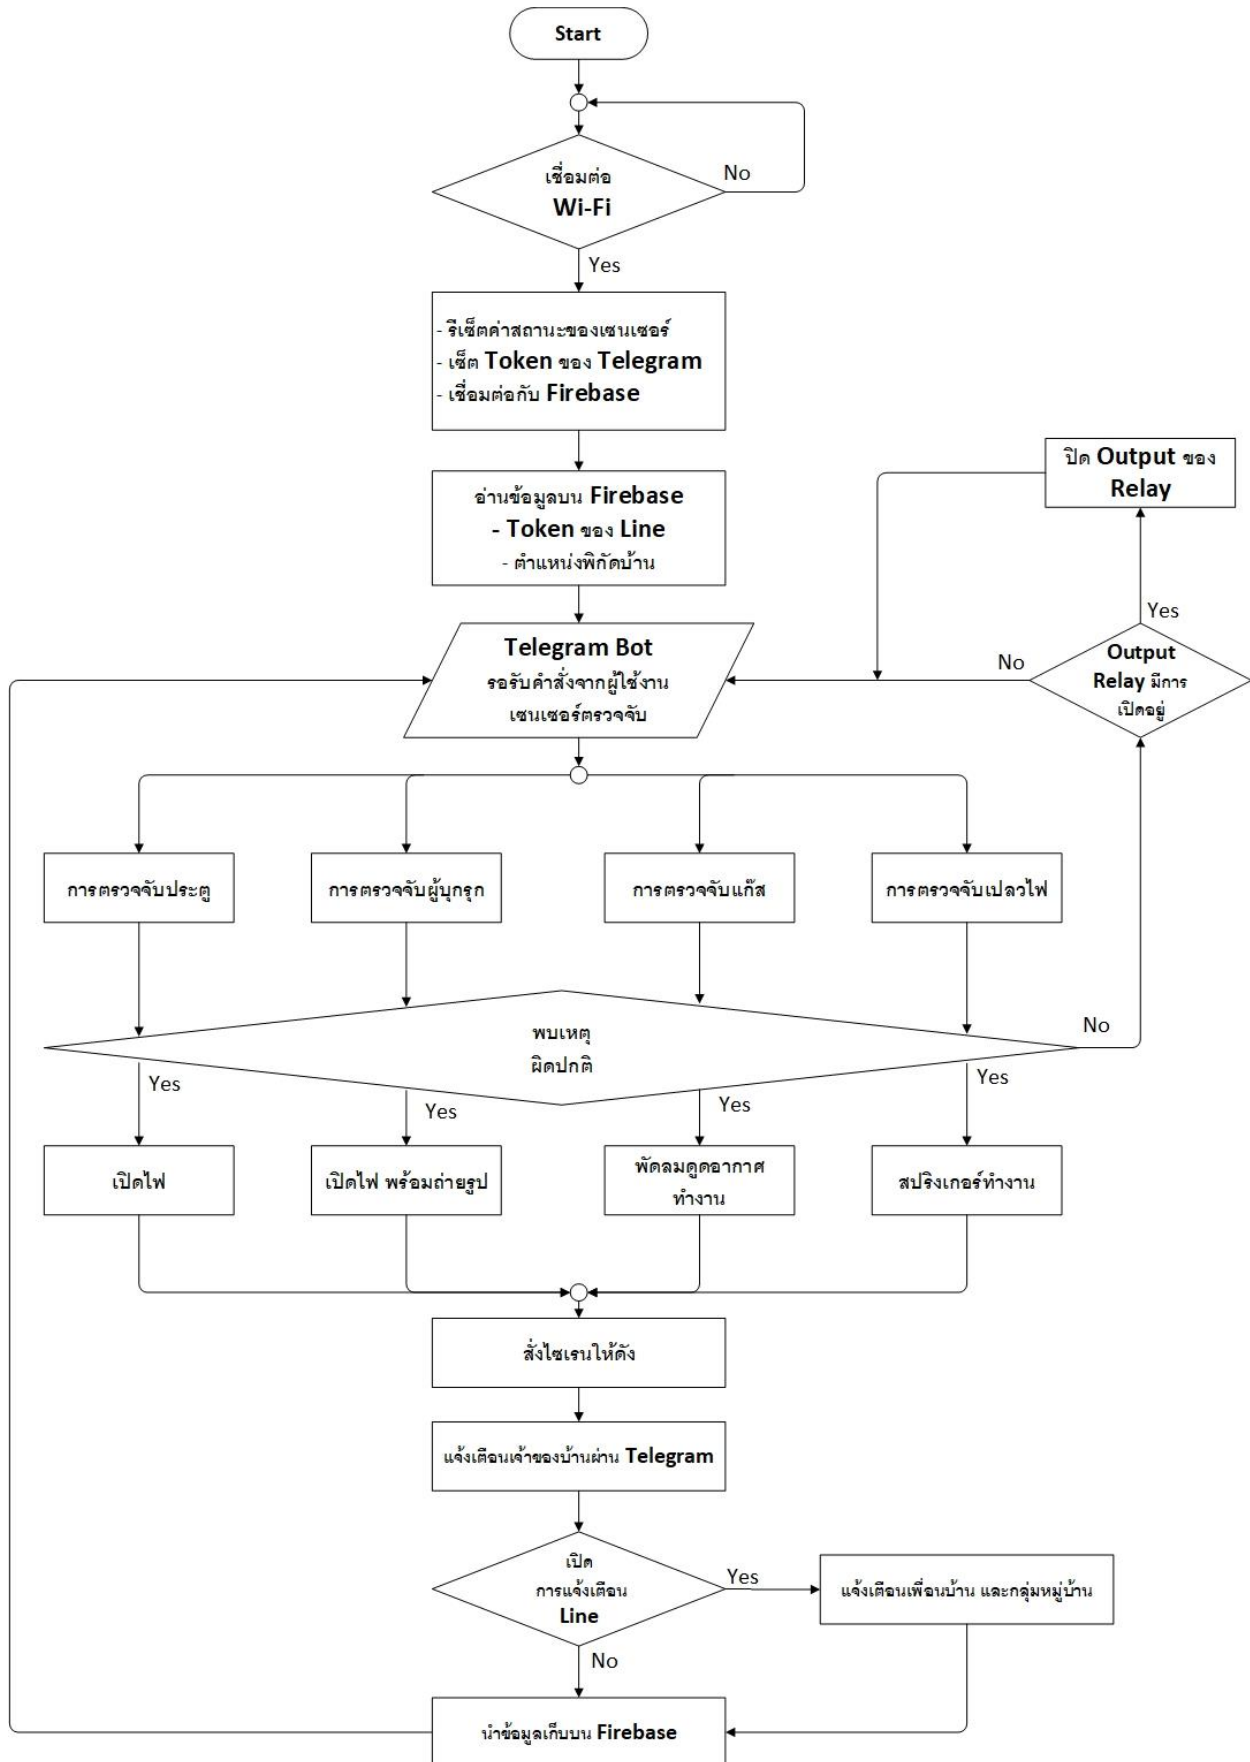 Start
เชื่อมต่อ
Wi-Fi
No
Yes
- รีเซ็ตค่าสถานะของเซนเซอร์
- เซ็ต Token ของ Telegram
- เชื่อมต่อกับ Firebase
อ่านข้อมูลบน Firebase
- Token ของ Line
- ตำแหน่งพิกัดบ้าน
ปิด Output ของ
Relay
Yes
Telegram Bot
รอรับคำสั่งจากผู้ใช้งาน
เซนเซอร์ตรวจจับ
No
Output
Relay มีการ
เปิดอยู่
การตรวจจับประตู
การตรวจจับผู้บุกรุก
การตรวจจับแก๊ส
การตรวจจับเปลวไฟ
พบเหตุ
ผิดปกติ
No
Yes
Yes
Yes
Yes
เปิดไฟ
เปิดไฟ พร้อมถ่ายรูป
พัดลมดูดอากาศ
ทำงาน
สปริงเกอร์ทำงาน
สั่งไซเรนให้ดัง
แจ้งเตือนเจ้าของบ้านผ่าน Telegram
เปิด
การแจ้งเตือน
Line
Yes
แจ้งเตือนเพื่อนบ้าน และกลุ่มหมู่บ้าน
No
นำข้อมูลเก็บบน Firebase